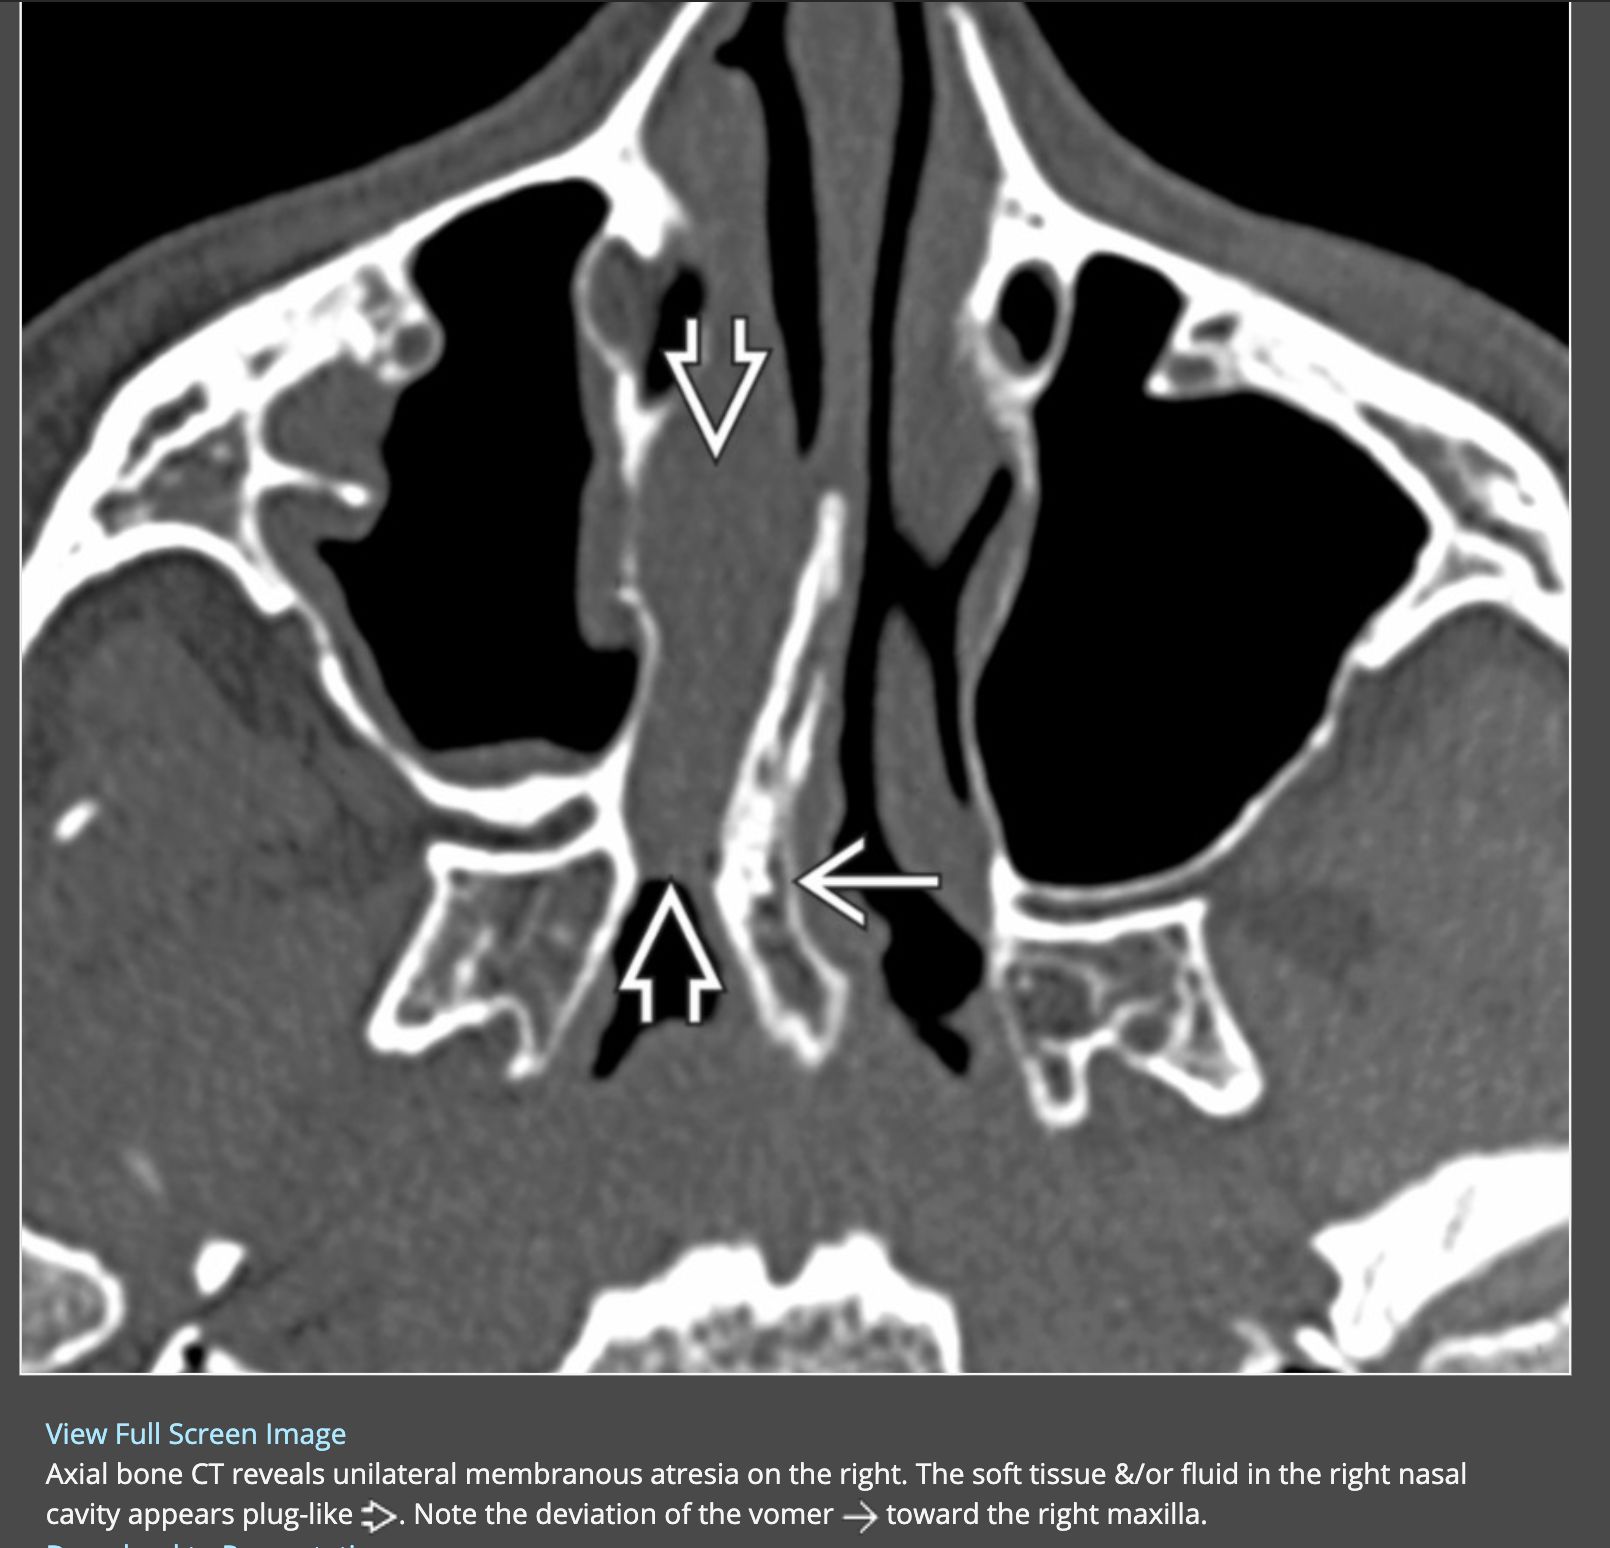 View Full Screen Image
Axial bone CT reveals unilateral membranous atresia on the right. The soft tissue &/or fluid in the right nasal
cavity appears plug-like . Note the deviation of the vomer → toward the right maxilla.